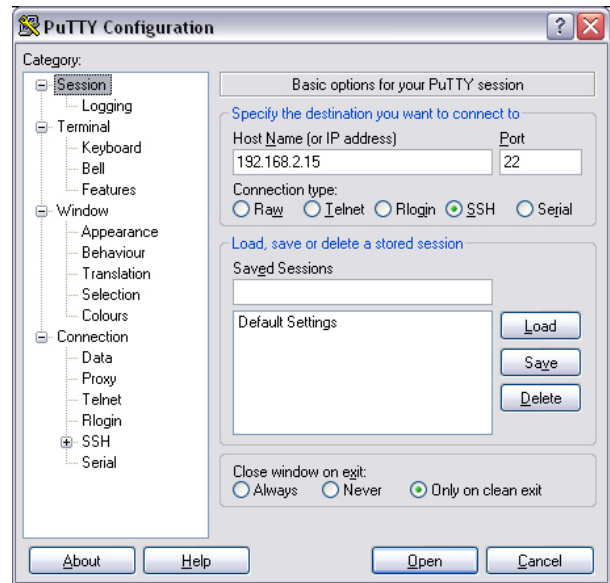 PuTTY Configuration
Category:
Session
Logging
Terminal
Keyboard
Bell
Features
Window
Appearance
Behaviour
Translation
Selection
Colours
Connection
Data
Proxy
Telnet
Rlogin
SSH
Serial
Basic options for your PuTTY session
Specify the destination you want to connect to
Host Name (or IP address) Port
192.168.2.15 22
Connection type:
Raw Telnet Rlogin SSH Serial
Load, save or delete a stored session
Saved Sessions
Default Settings
Load
Save
Delete
Close window on exit:
Always Never Only on clean exit
About Help Open Cancel